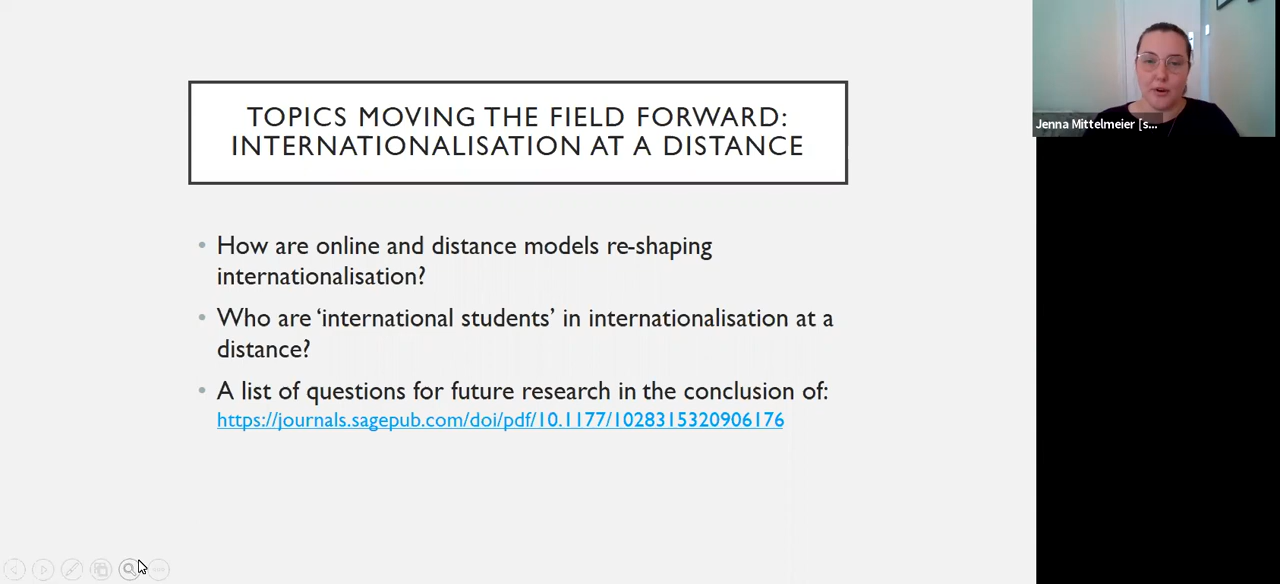 TOPICS MOVING THE FIELD FORWARD:
INTERNATIONALISATION AT A DISTANCE
• How are online and distance models re-shaping
internationalisation?
• Who are ‘international students’ in internationalisation at a
distance?
• A list of questions for future research in the conclusion of:
https://journals.sagepub.com/doi/pdf/10.1177/1028315320906176
Jenna Mittelmeier [s...